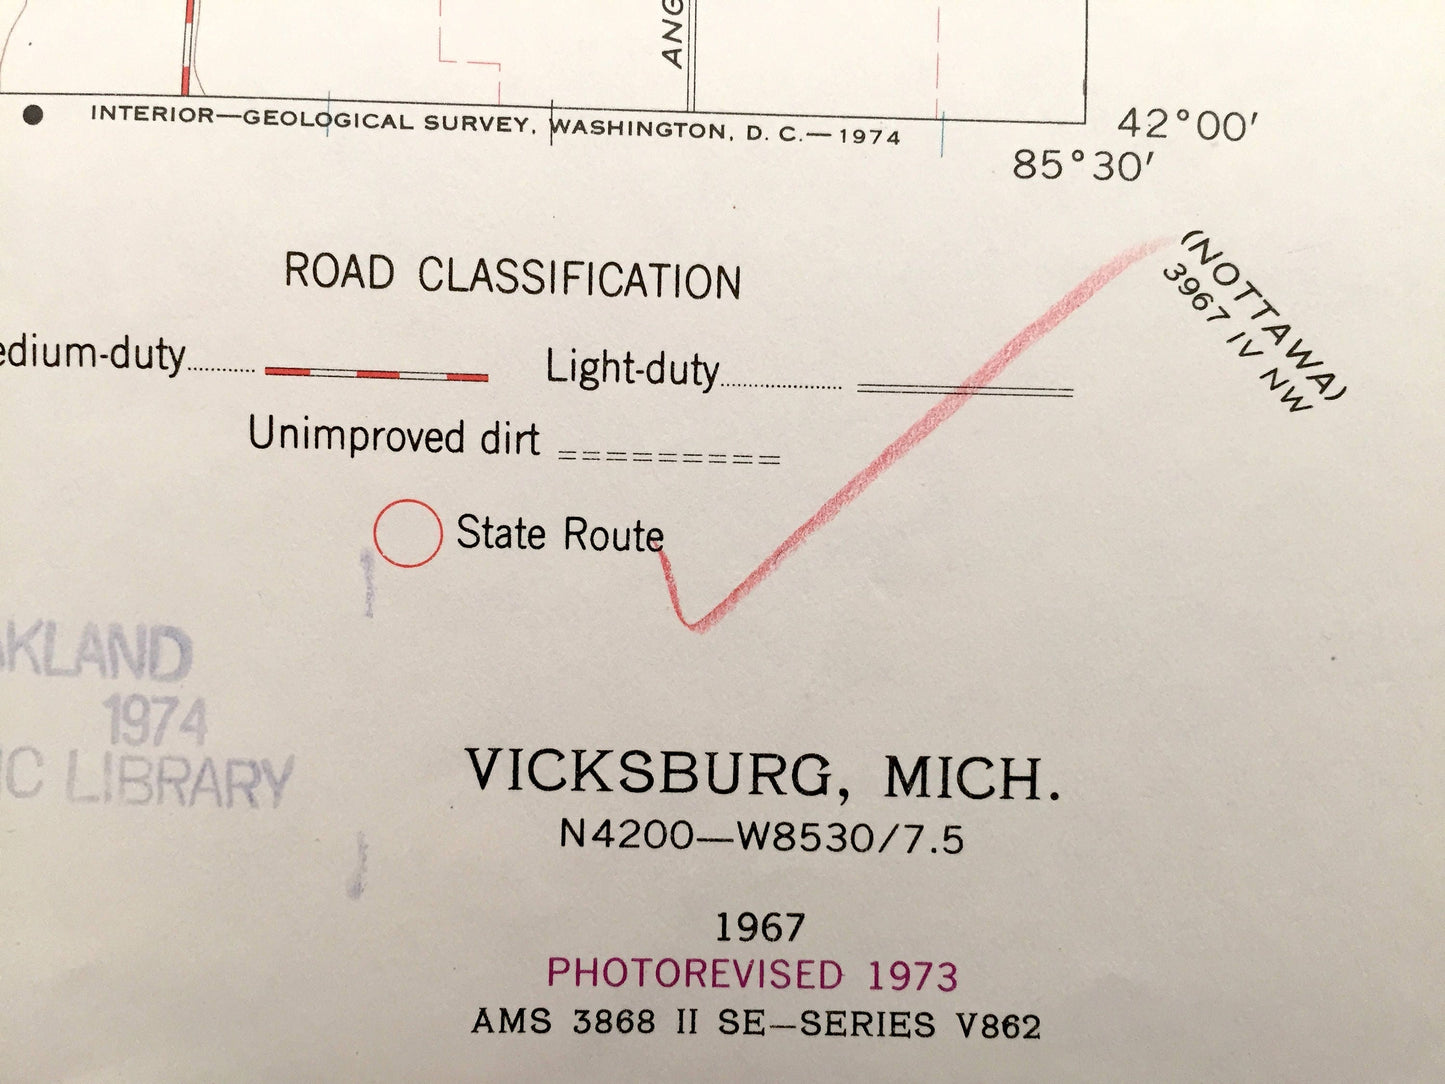 ANG
INTERIOR—GEOLOGICAL SURVEY, WASHINGTON, D. C.—1974
42°00′
85°30′
(NOTTAWA)
3967 IV NW
ROAD CLASSIFICATION
edium-duty
Light-duty
Unimproved dirt
State Route
AKLAND
1974
IC LIBRARY
VICKSBURG, MICH.
N4200—W8530/7.5
1967
PHOTOREVISED 1973
AMS 3868 II SE—SERIES V862